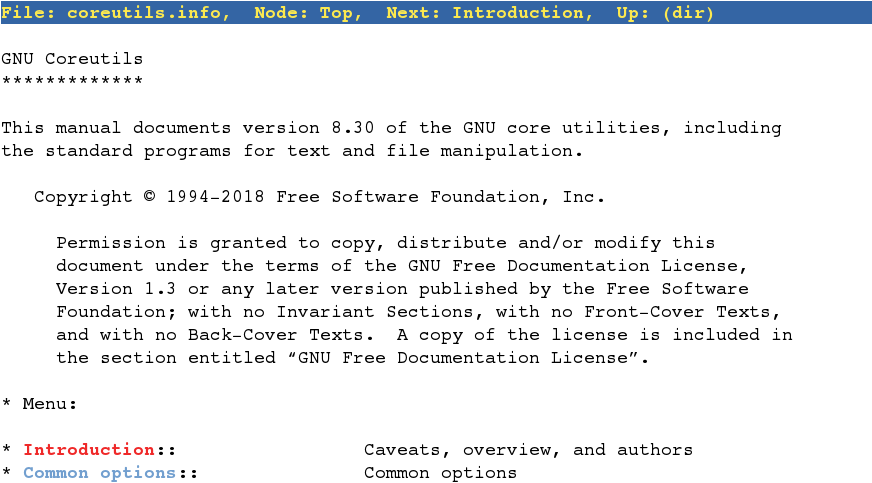 File: coreutils.info,  Node: Top,  Next: Introduction,  Up: (dir)

GNU Coreutils
*************

This manual documents version 8.30 of the GNU core utilities, including
the standard programs for text and file manipulation.

   Copyright © 1994-2018 Free Software Foundation, Inc.

     Permission is granted to copy, distribute and/or modify this
     document under the terms of the GNU Free Documentation License,
     Version 1.3 or any later version published by the Free Software
     Foundation; with no Invariant Sections, with no Front-Cover Texts,
     and with no Back-Cover Texts.  A copy of the license is included in
     the section entitled “GNU Free Documentation License”.

* Menu:

* Introduction::                 Caveats, overview, and authors
* Common options::               Common options